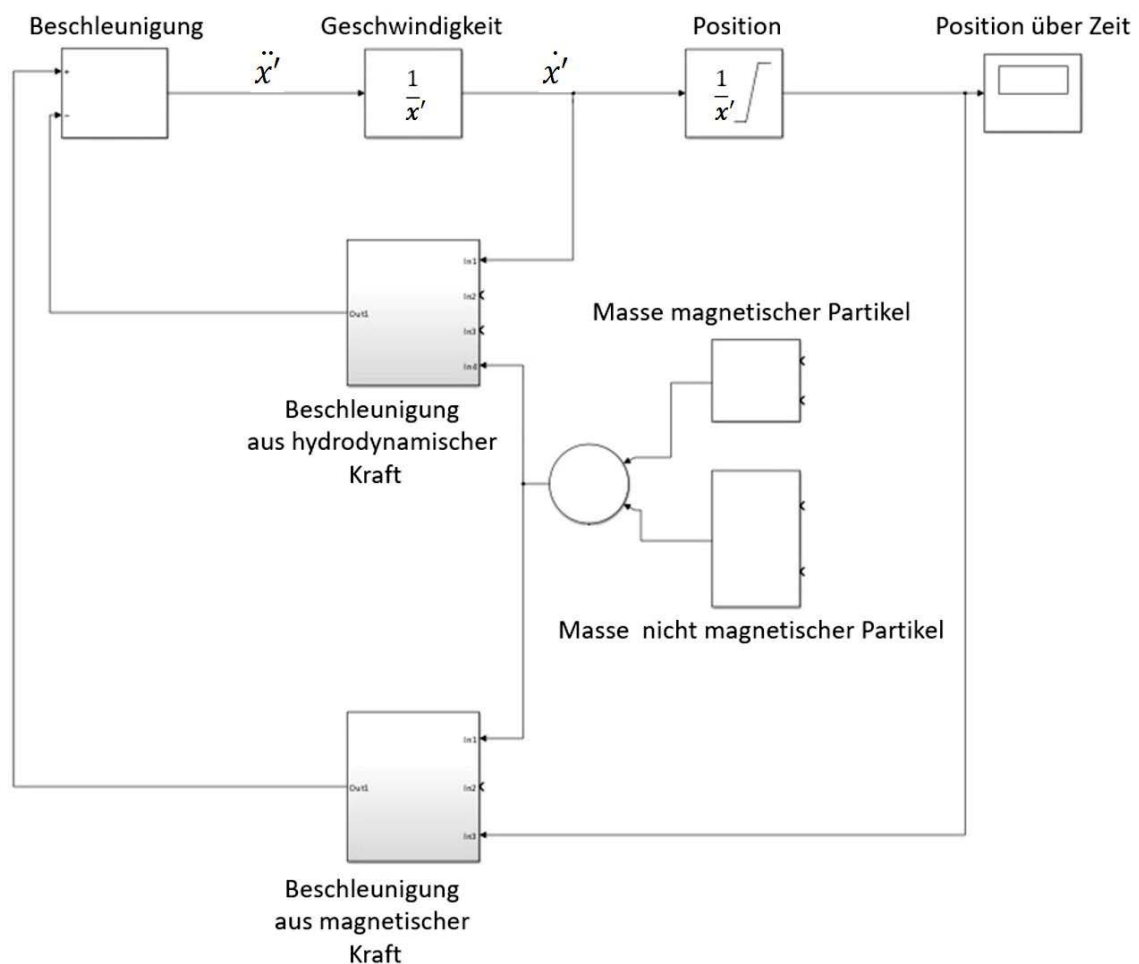 Beschleunigung
Geschwindigkeit
Position
Position über Zeit
+
−
ẍ′
1
x′
ẋ′
1
x′
In1
In2
In3
In4
Out1
Beschleunigung
aus hydrodynamischer
Kraft
Masse magnetischer Partikel
Masse nicht magnetischer Partikel
In1
In2
In3
Out1
Beschleunigung
aus magnetischer
Kraft